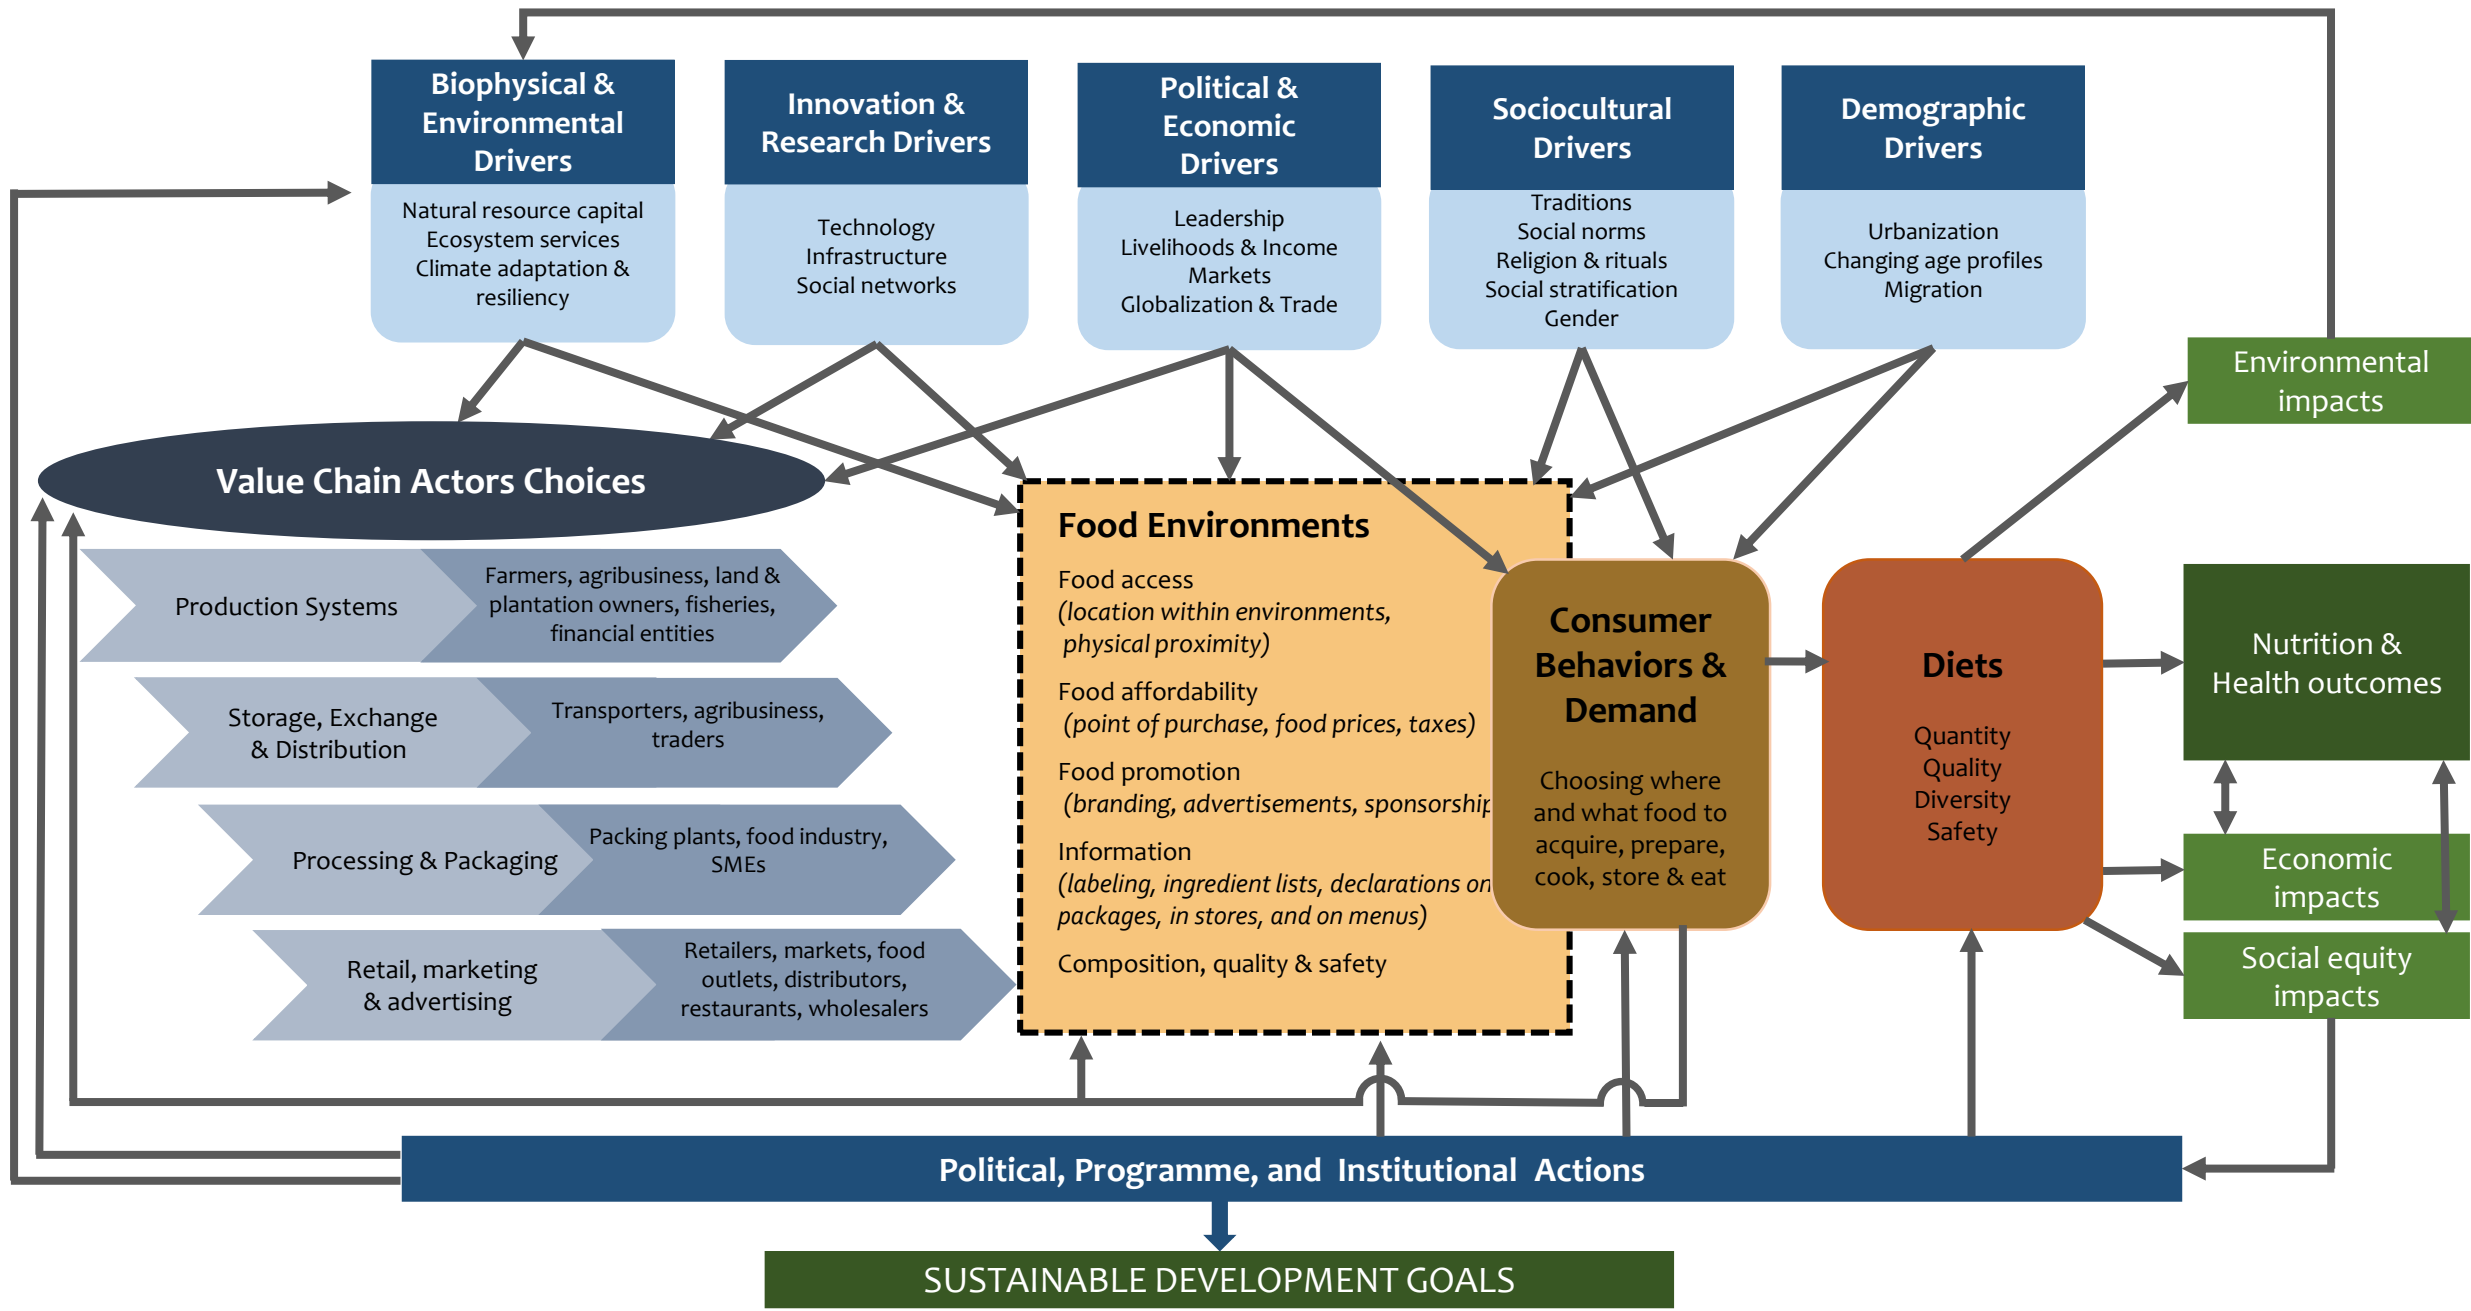 Biophysical &
Environmental
Drivers
Natural resource capital
Ecosystem services
Climate adaptation &
resiliency
Innovation &
Research Drivers
Technology
Infrastructure
Social networks
Political &
Economic
Drivers
Leadership
Livelihoods & Income
Markets
Globalization & Trade
Sociocultural
Drivers
Traditions
Social norms
Religion & rituals
Social stratification
Gender
Demographic
Drivers
Urbanization
Changing age profiles
Migration
Environmental
impacts
Value Chain Actors Choices
Production Systems
Farmers, agribusiness, land &
plantation owners, fisheries,
financial entities
Storage, Exchange
& Distribution
Transporters, agribusiness,
traders
Processing & Packaging
Packing plants, food industry,
SMEs
Retail, marketing
& advertising
Retailers, markets, food
outlets, distributors,
restaurants, wholesalers
Food Environments
Food access
(location within environments,
physical proximity)
Food affordability
(point of purchase, food prices, taxes)
Food promotion
(branding, advertisements, sponsorship
Information
(labeling, ingredient lists, declarations on
packages, in stores, and on menus)
Composition, quality & safety
Consumer
Behaviors &
Demand
Choosing where
and what food to
acquire, prepare,
cook, store & eat
Diets
Quantity
Quality
Diversity
Safety
Nutrition &
Health outcomes
Economic
impacts
Social equity
impacts
Political, Programme, and Institutional Actions
SUSTAINABLE DEVELOPMENT GOALS